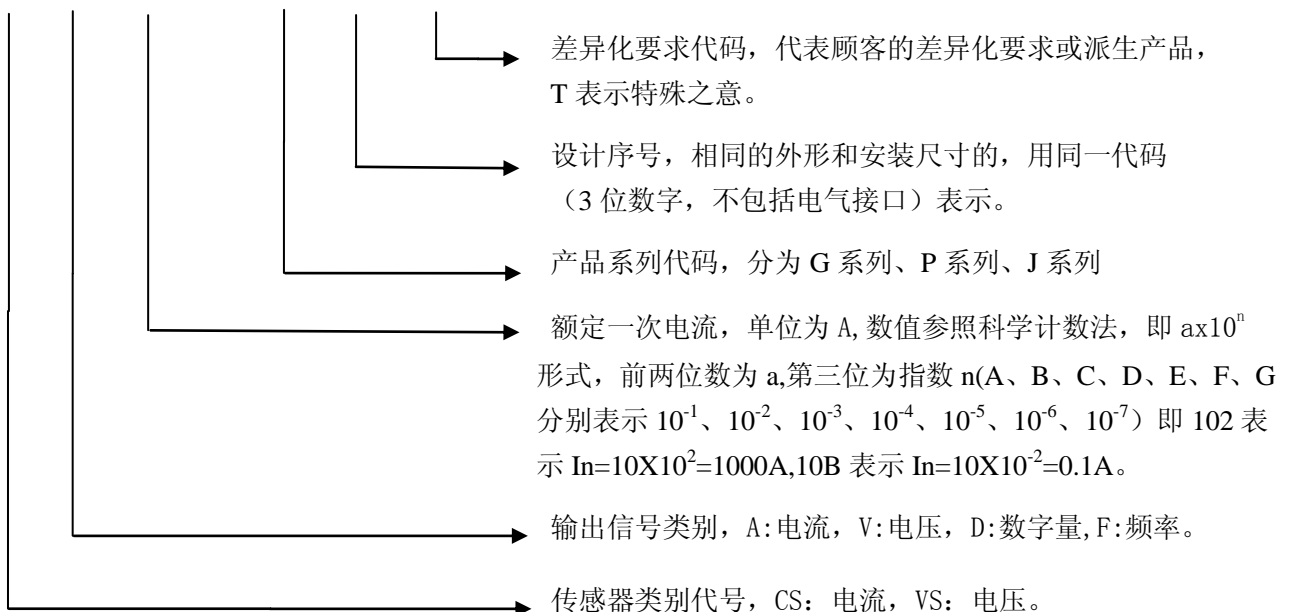 差异化要求代码，代表顾客的差异化要求或派生产品，
T 表示特殊之意。
设计序号，相同的外形和安装尺寸的，用同一代码
（3 位数字，不包括电气接口）表示。
产品系列代码，分为 G 系列、P 系列、J 系列
额定一次电流，单位为 A,数值参照科学计数法，即 ax10ⁿ
形式，前两位数为 a,第三位为指数 n(A、B、C、D、E、F、G
分别表示 10⁻¹、10⁻²、10⁻³、10⁻⁴、10⁻⁵、10⁻⁶、10⁻⁷）即 102 表
示 In=10X10²=1000A,10B 表示 In=10X10⁻²=0.1A。
输出信号类别，A:电流，V:电压，D:数字量,F:频率。
传感器类别代号，CS：电流，VS：电压。